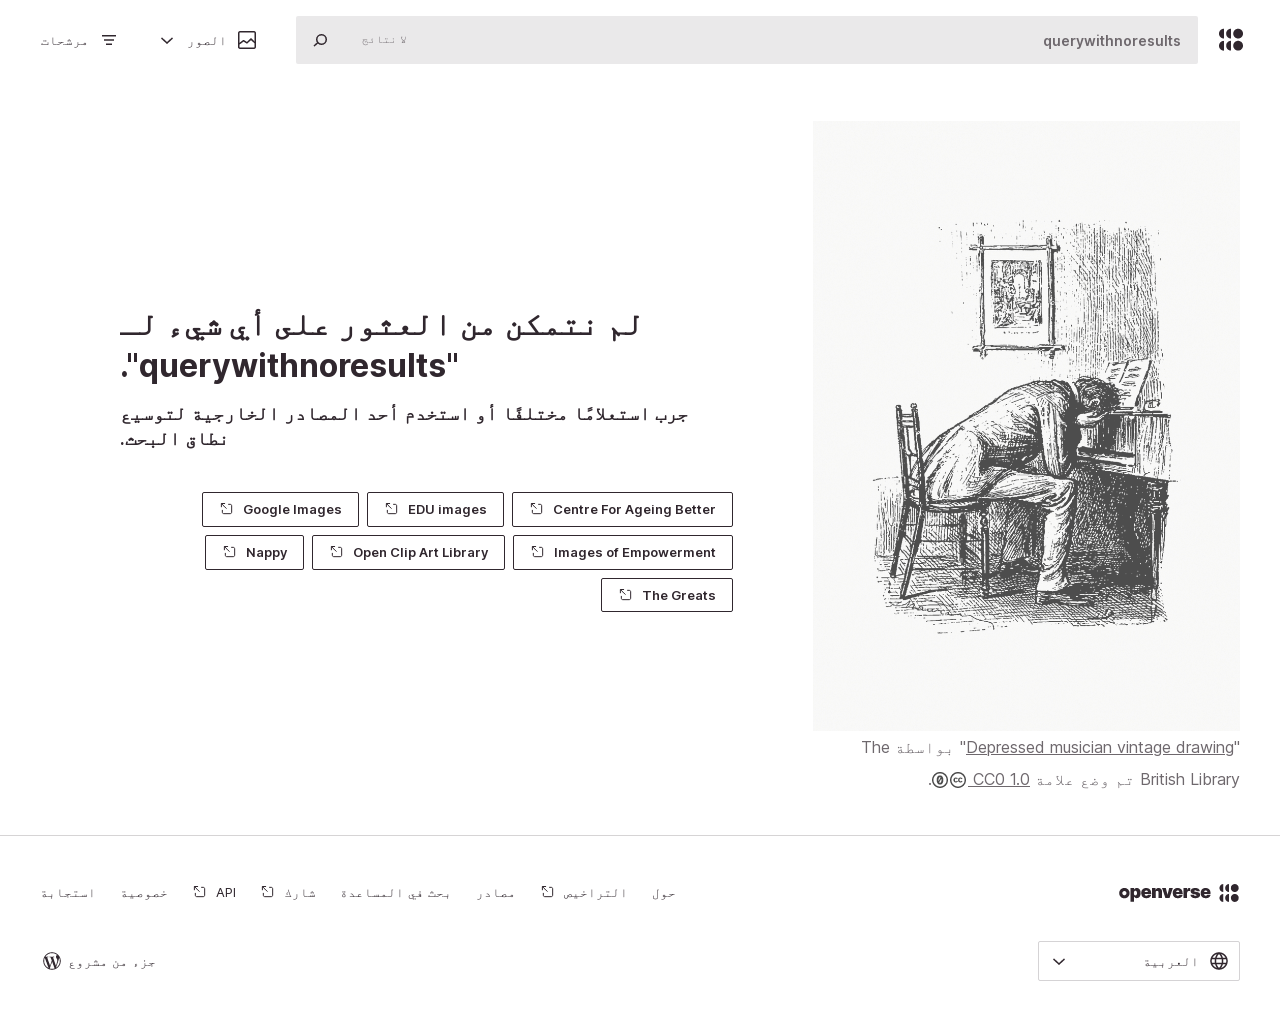 querywithnoresults
لا نتائج
الصور
مرشحات
"Depressed musician vintage drawing" بواسطة The
British Library تم وضع علامة CC0 1.0.
لم نتمكن من العثور على أي شيء لـ
"querywithnoresults".
جرب استعلامًا مختلفًا أو استخدم أحد المصادر الخارجية لتوسيع
نطاق البحث.
Centre For Ageing Better
EDU images
Google Images
Images of Empowerment
Open Clip Art Library
Nappy
The Greats
openverse
حول
التراخيص
مصادر
بحث في المساعدة
شارك
API
خصوصية
استجابة
العربية
جزء من مشروع